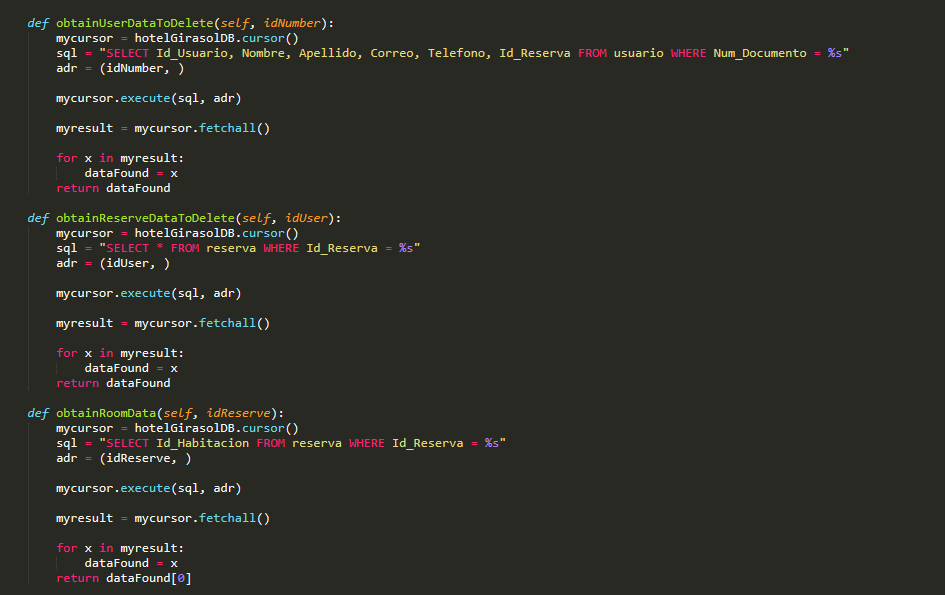 def obtainUserDataToDelete(self, idNumber):
    mycursor = hotelGirasolDB.cursor()
    sql = "SELECT Id_Usuario, Nombre, Apellido, Correo, Telefono, Id_Reserva FROM usuario WHERE Num_Documento = %s"
    adr = (idNumber, )

    mycursor.execute(sql, adr)

    myresult = mycursor.fetchall()

    for x in myresult:
        dataFound = x
    return dataFound

def obtainReserveDataToDelete(self, idUser):
    mycursor = hotelGirasolDB.cursor()
    sql = "SELECT * FROM reserva WHERE Id_Reserva = %s"
    adr = (idUser, )

    mycursor.execute(sql, adr)

    myresult = mycursor.fetchall()

    for x in myresult:
        dataFound = x
    return dataFound

def obtainRoomData(self, idReserve):
    mycursor = hotelGirasolDB.cursor()
    sql = "SELECT Id_Habitacion FROM reserva WHERE Id_Reserva = %s"
    adr = (idReserve, )

    mycursor.execute(sql, adr)

    myresult = mycursor.fetchall()

    for x in myresult:
        dataFound = x
    return dataFound[0]